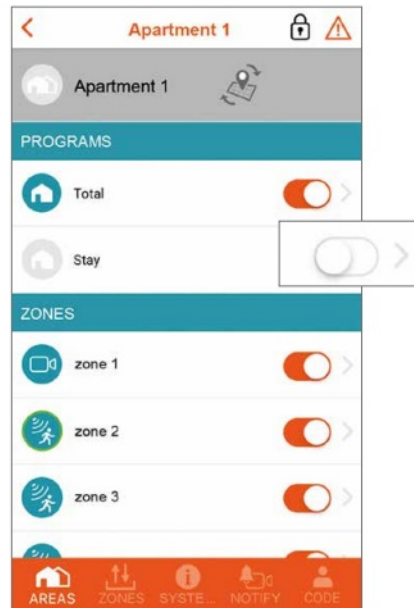 Apartment 1
Apartment 1
PROGRAMS
Total
Stay
ZONES
zone 1
zone 2
zone 3
AREAS ZONES SYSTE... NOTIFY CODE